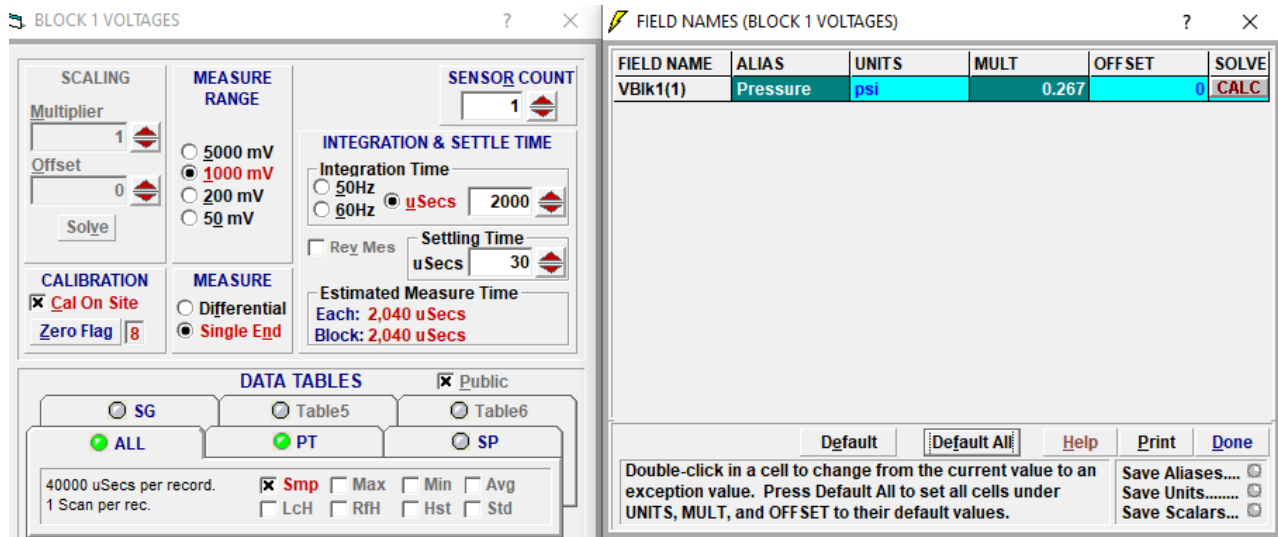 BLOCK 1 VOLTAGES ? ×
SCALING
Multiplier
1
Offset
0
Solve
MEASURE
RANGE
5000 mV
1000 mV
200 mV
50 mV
SENSOR COUNT
1
INTEGRATION & SETTLE TIME
Integration Time
50Hz
60Hz
uSecs 2000
Rev Mes
Settling Time
uSecs 30
Estimated Measure Time
Each: 2,040 uSecs
Block: 2,040 uSecs
CALIBRATION
Cal On Site
Zero Flag 8
MEASURE
Differential
Single End
DATA TABLES
Public
SG Table5 Table6
ALL PT SP
40000 uSecs per record.
1 Scan per rec.
Smp Max Min Avg
LcH RfH Hst Std
FIELD NAMES (BLOCK 1 VOLTAGES) ? ×
FIELD NAME ALIAS UNITS MULT OFFSET SOLVE
VBlk1(1) Pressure psi 0.267 0 CALC
Default Default All Help Print Done
Double-click in a cell to change from the current value to an
exception value. Press Default All to set all cells under
UNITS, MULT, and OFFSET to their default values.
Save Aliases....
Save Units........
Save Scalars...